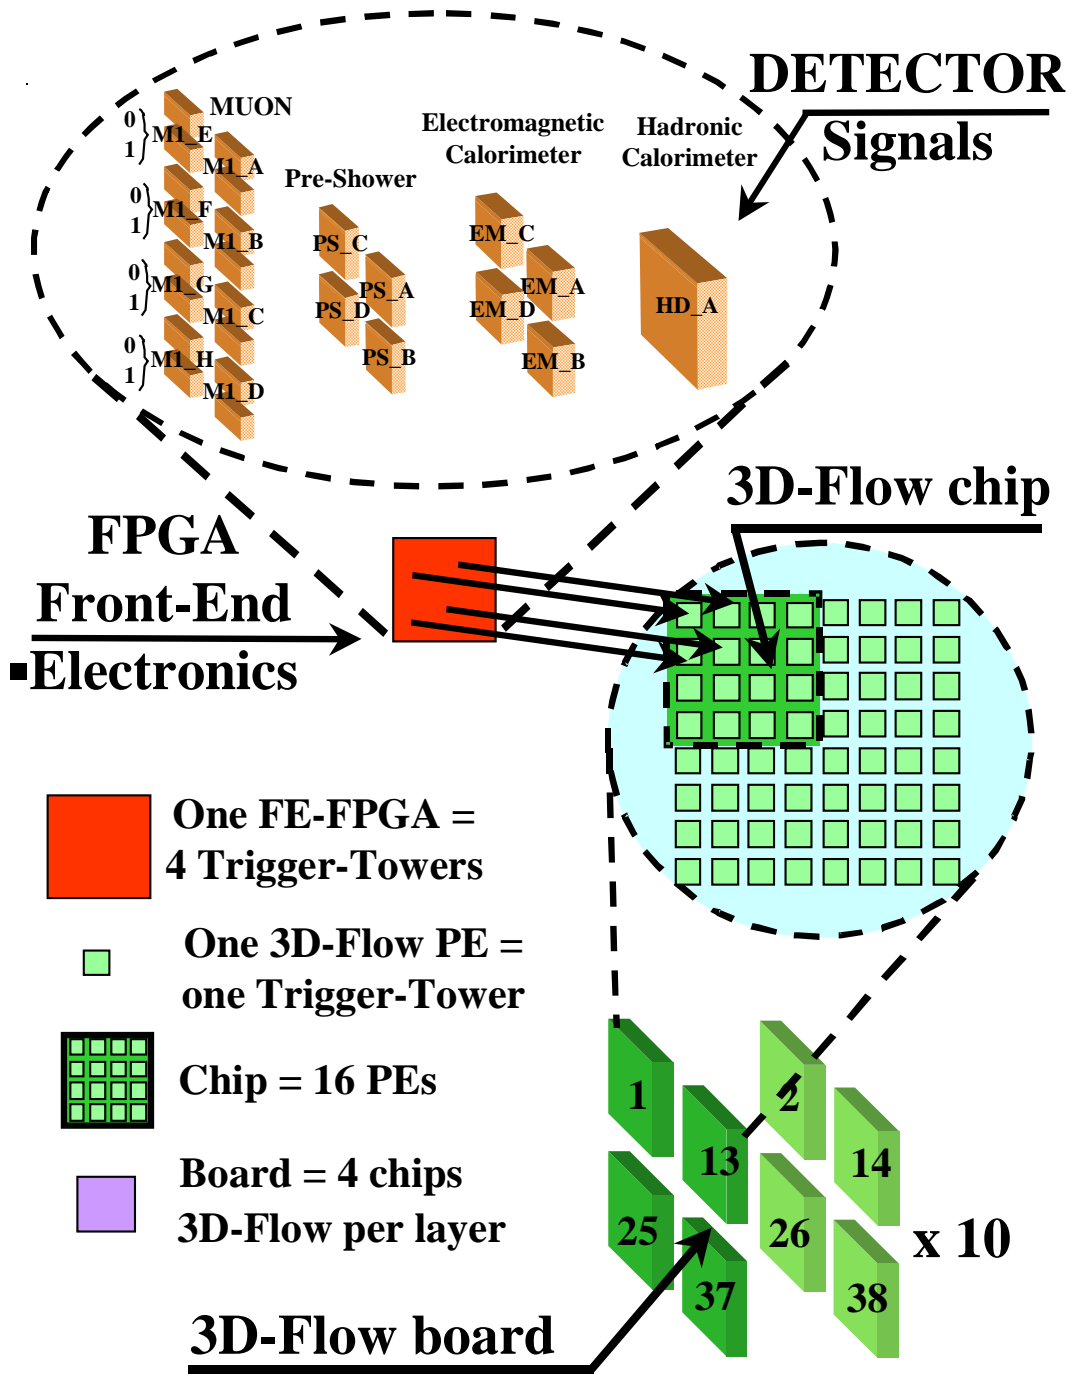 DETECTOR
Signals
MUON
Electromagnetic
Calorimeter
Hadronic
Calorimeter
Pre-Shower
0
1
M1_E
M1_A
0
1
M1_F
M1_B
0
1
M1_G
M1_C
0
1
M1_H
M1_D
PS_C
PS_A
PS_D
PS_B
EM_C
EM_A
EM_D
EM_B
HD_A
3D-Flow chip
FPGA
Front-End
Electronics
One FE-FPGA =
4 Trigger-Towers
One 3D-Flow PE =
one Trigger-Tower
Chip = 16 PEs
Board = 4 chips
3D-Flow per layer
1
2
13
14
25
26
37
38
x 10
3D-Flow board